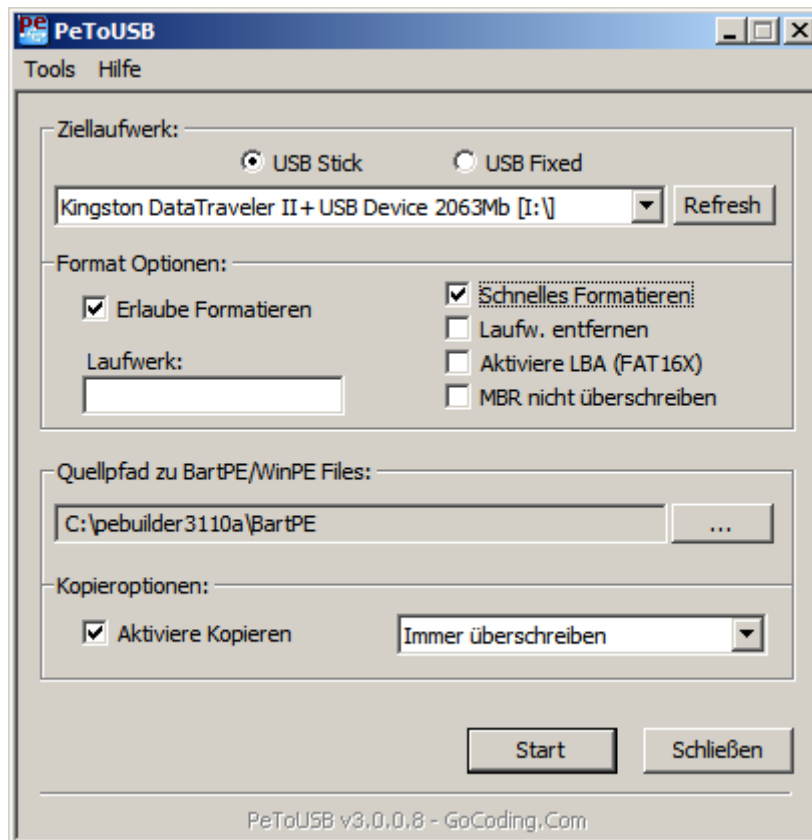 PeToUSB
Tools Hilfe
Ziellaufwerk:
USB Stick USB Fixed
Kingston DataTraveler II+ USB Device 2063Mb [I:\] Refresh
Format Optionen:
Erlaube Formatieren
Schnelles Formatieren
Laufw. entfernen
Laufwerk:
Aktiviere LBA (FAT16X)
MBR nicht überschreiben
Quellpfad zu BartPE/WinPE Files:
C:\pebuilder3110a\BartPE ...
Kopieroptionen:
Aktiviere Kopieren Immer überschreiben
Start Schließen
PeToUSB v3.0.0.8 - GoCoding.Com